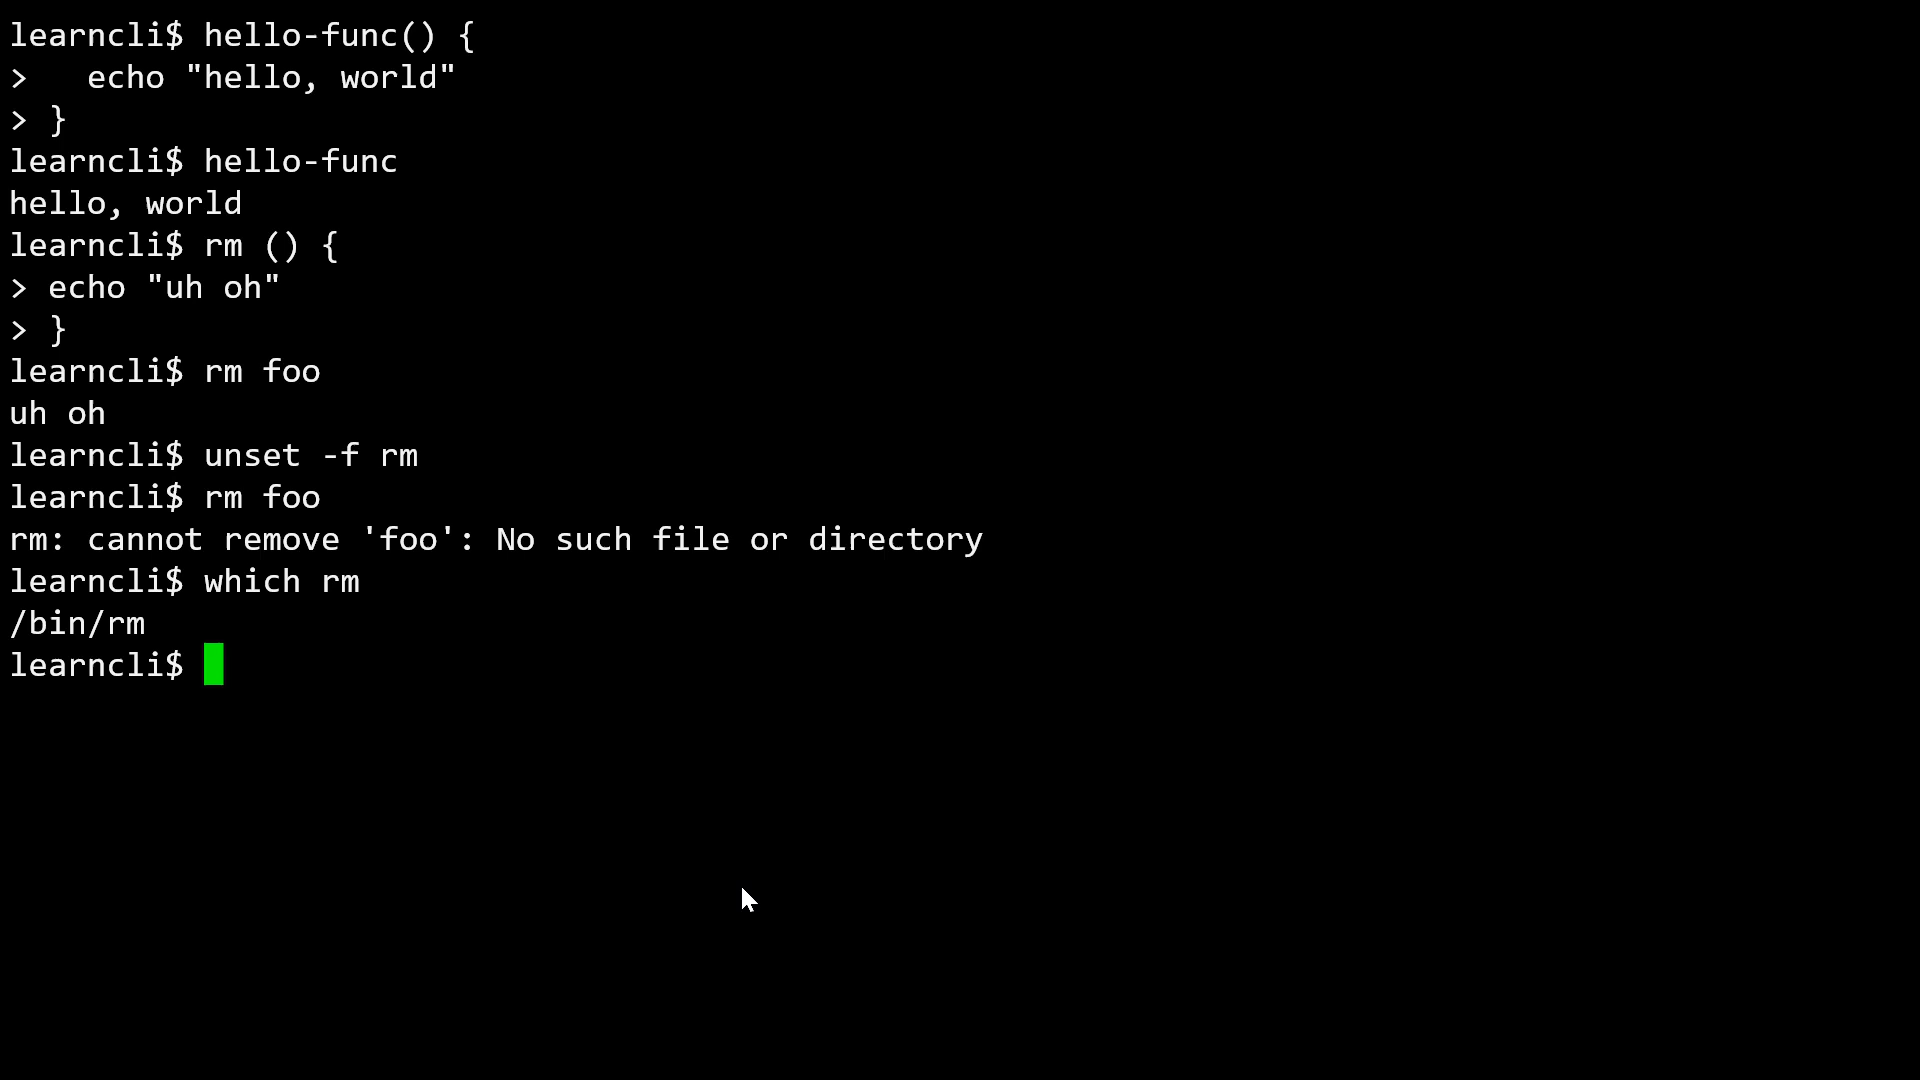 learncli$ hello-func() {
>   echo "hello, world"
> }
learncli$ hello-func
hello, world
learncli$ rm () {
> echo "uh oh"
> }
learncli$ rm foo
uh oh
learncli$ unset -f rm
learncli$ rm foo
rm: cannot remove 'foo': No such file or directory
learncli$ which rm
/bin/rm
learncli$